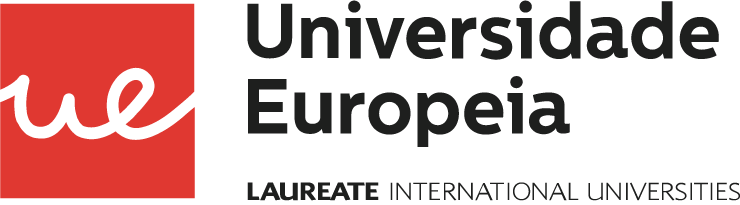 ue
Universidade
Europeia
LAUREATE INTERNATIONAL UNIVERSITIES